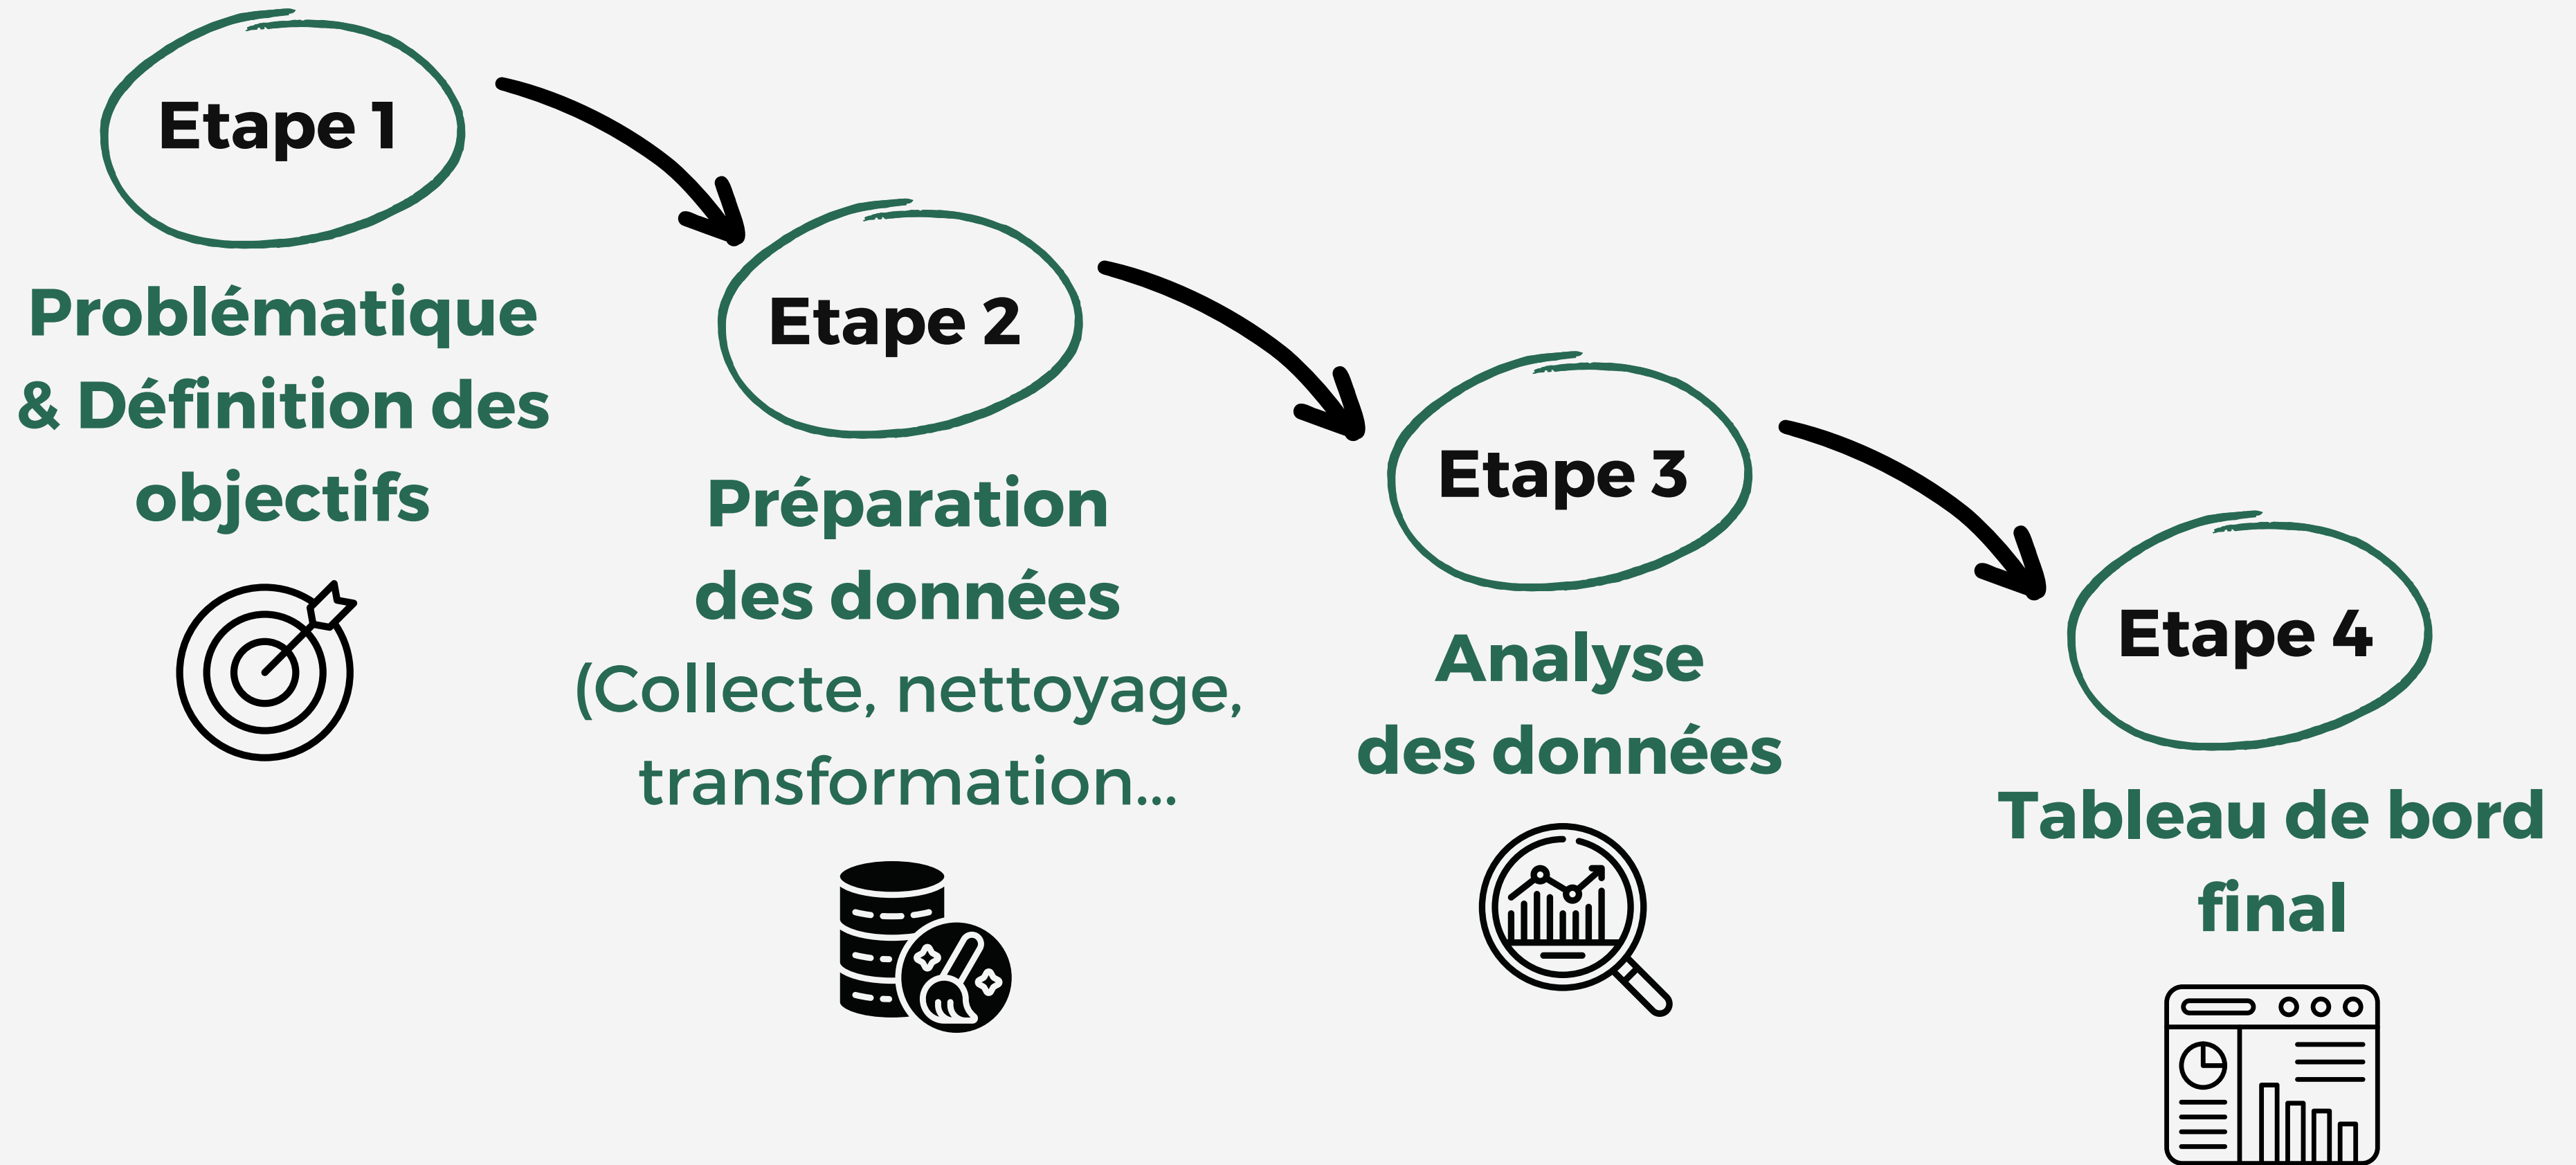 Etape 1
Problématique
& Définition des
objectifs
Etape 2
Préparation
des données
(Collecte, nettoyage,
transformation...
Etape 3
Analyse
des données
Etape 4
Tableau de bord
final